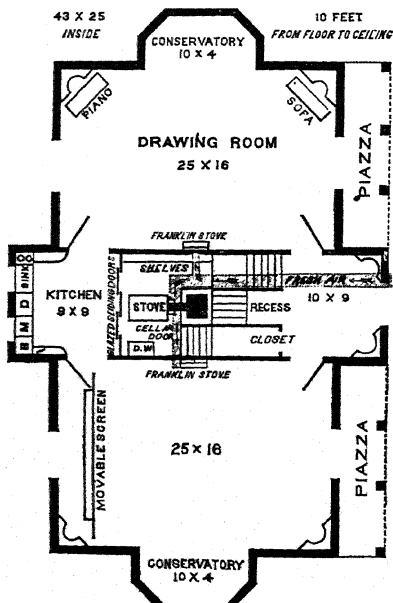 43 X 25
INSIDE
10 FEET
FROM FLOOR TO CEILING
CONSERVATORY
10 X 4
PIANO
SOFA
DRAWING ROOM
25 X 16
PIAZZA
FRANKLIN STOVE
SHELVES
FRESH AIR
SINK
KITCHEN
9 X 9
GLAZED SLIDING DOORS
STOVE
RECESS
10 X 9
D
M
B
CELLAR
DOOR
D.W
CLOSET
FRANKLIN STOVE
MOVABLE SCREEN
25 X 16
PIAZZA
CONSERVATORY
10 X 4